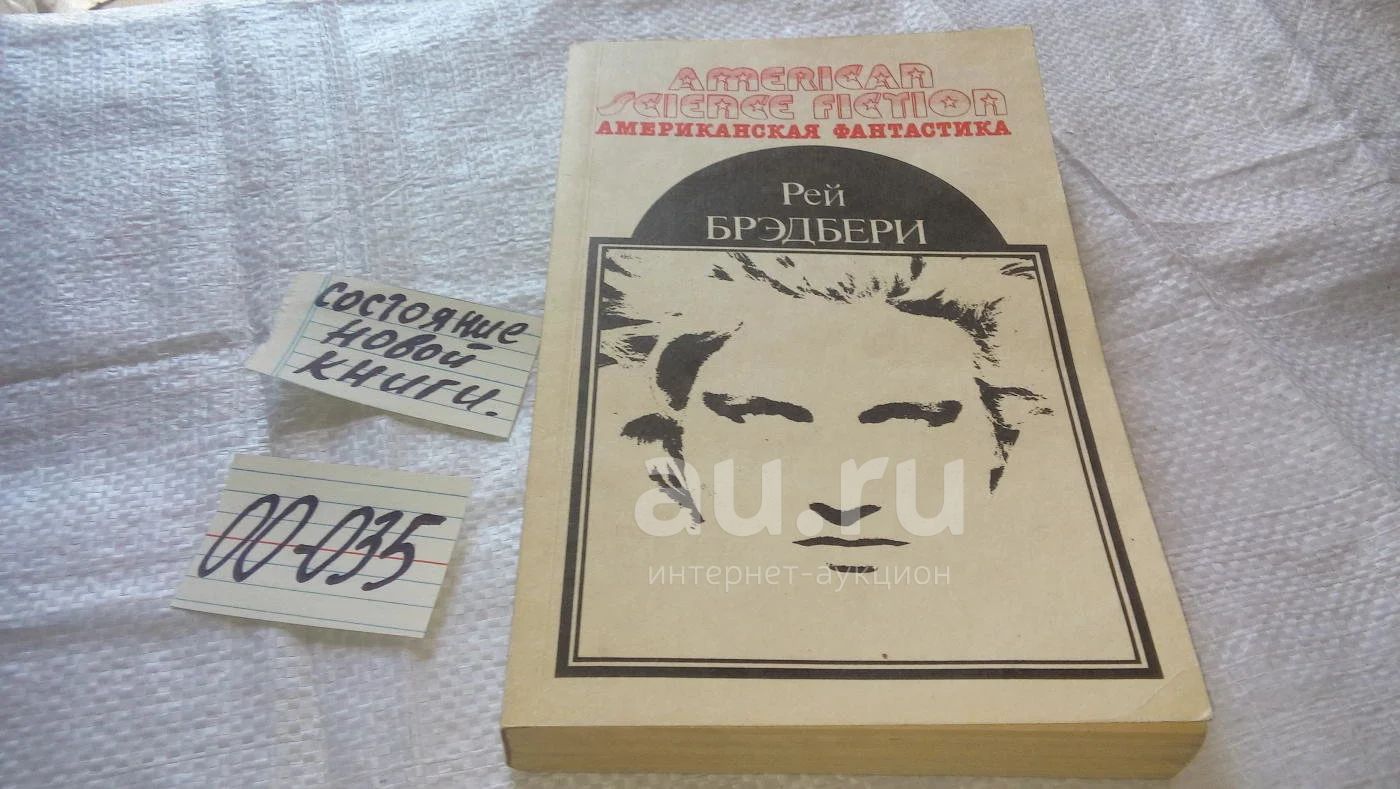 AMERICAN
SCIENCE FICTION
АМЕРИКАНСКАЯ ФАНТАСТИКА
Рей
БРЭДБЕРИ
состояние
новой
книги.
00-035
au.ru
интернет-аукцион